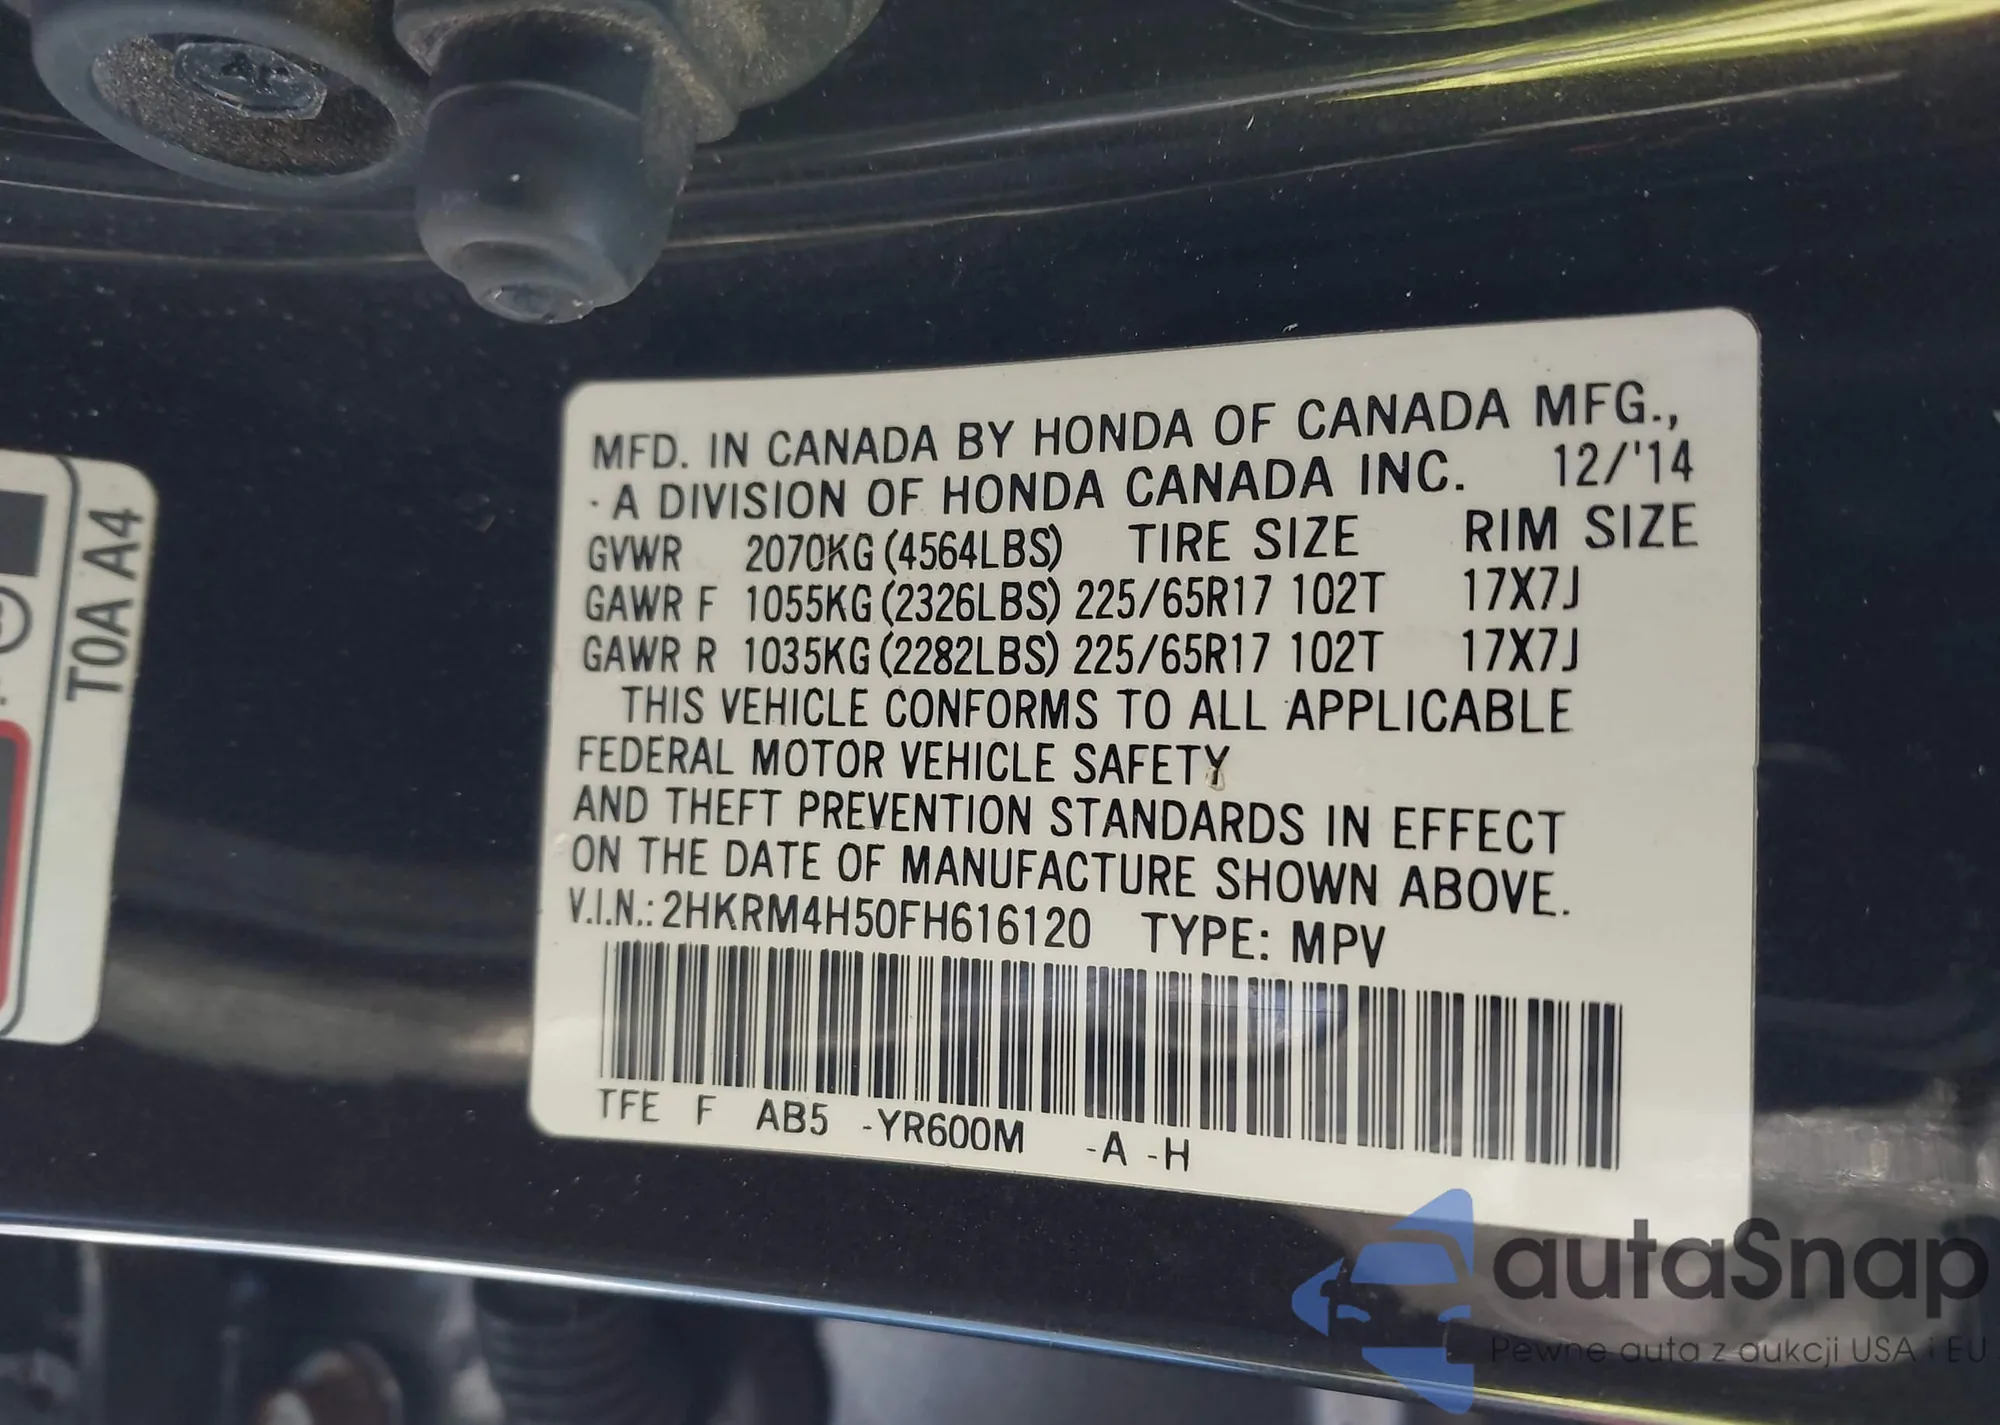 T0A A4
MFD. IN CANADA BY HONDA OF CANADA MFG.,
· A DIVISION OF HONDA CANADA INC. 12/'14
GVWR 2070KG (4564LBS) TIRE SIZE RIM SIZE
GAWR F 1055KG (2326LBS) 225/65R17 102T 17X7J
GAWR R 1035KG (2282LBS) 225/65R17 102T 17X7J
THIS VEHICLE CONFORMS TO ALL APPLICABLE
FEDERAL MOTOR VEHICLE SAFETY
AND THEFT PREVENTION STANDARDS IN EFFECT
ON THE DATE OF MANUFACTURE SHOWN ABOVE.
V.I.N.: 2HKRM4H50FH616120 TYPE: MPV
TFE F AB5 -YR600M -A -H
autaSnap
Pewne auta z aukcji USA i EU